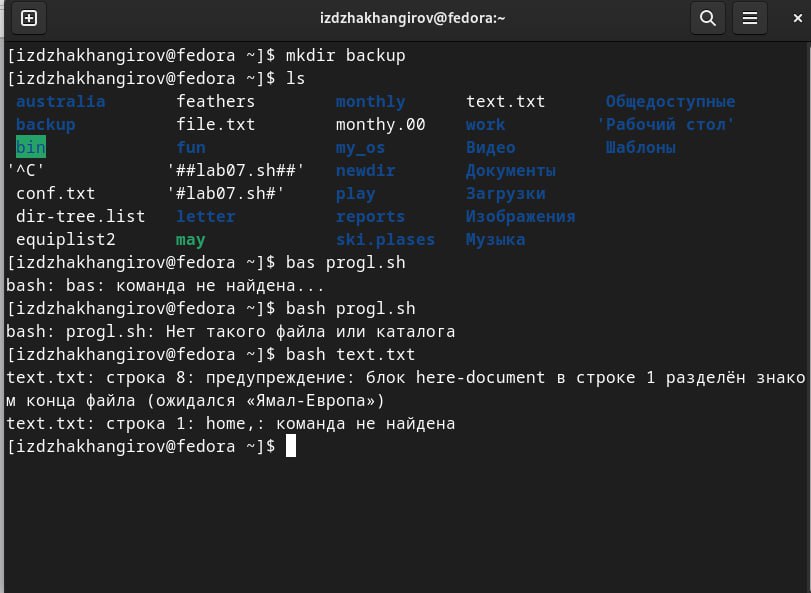 izdzhakhangirov@fedora:~
[izdzhakhangirov@fedora ~]$ mkdir backup
[izdzhakhangirov@fedora ~]$ ls
australia feathers monthly text.txt Общедоступные
backup file.txt monthy.00 work 'Рабочий стол'
bin fun my_os Видео Шаблоны
'^C' '##lab07.sh##' newdir Документы
conf.txt '#lab07.sh#' play Загрузки
dir-tree.list letter reports Изображения
equiplist2 may ski.plases Музыка
[izdzhakhangirov@fedora ~]$ bas progl.sh
bash: bas: команда не найдена...
[izdzhakhangirov@fedora ~]$ bash progl.sh
bash: progl.sh: Нет такого файла или каталога
[izdzhakhangirov@fedora ~]$ bash text.txt
text.txt: строка 8: предупреждение: блок here-document в строке 1 разделён знако
м конца файла (ожидался «Ямал-Европа»)
text.txt: строка 1: home,: команда не найдена
[izdzhakhangirov@fedora ~]$